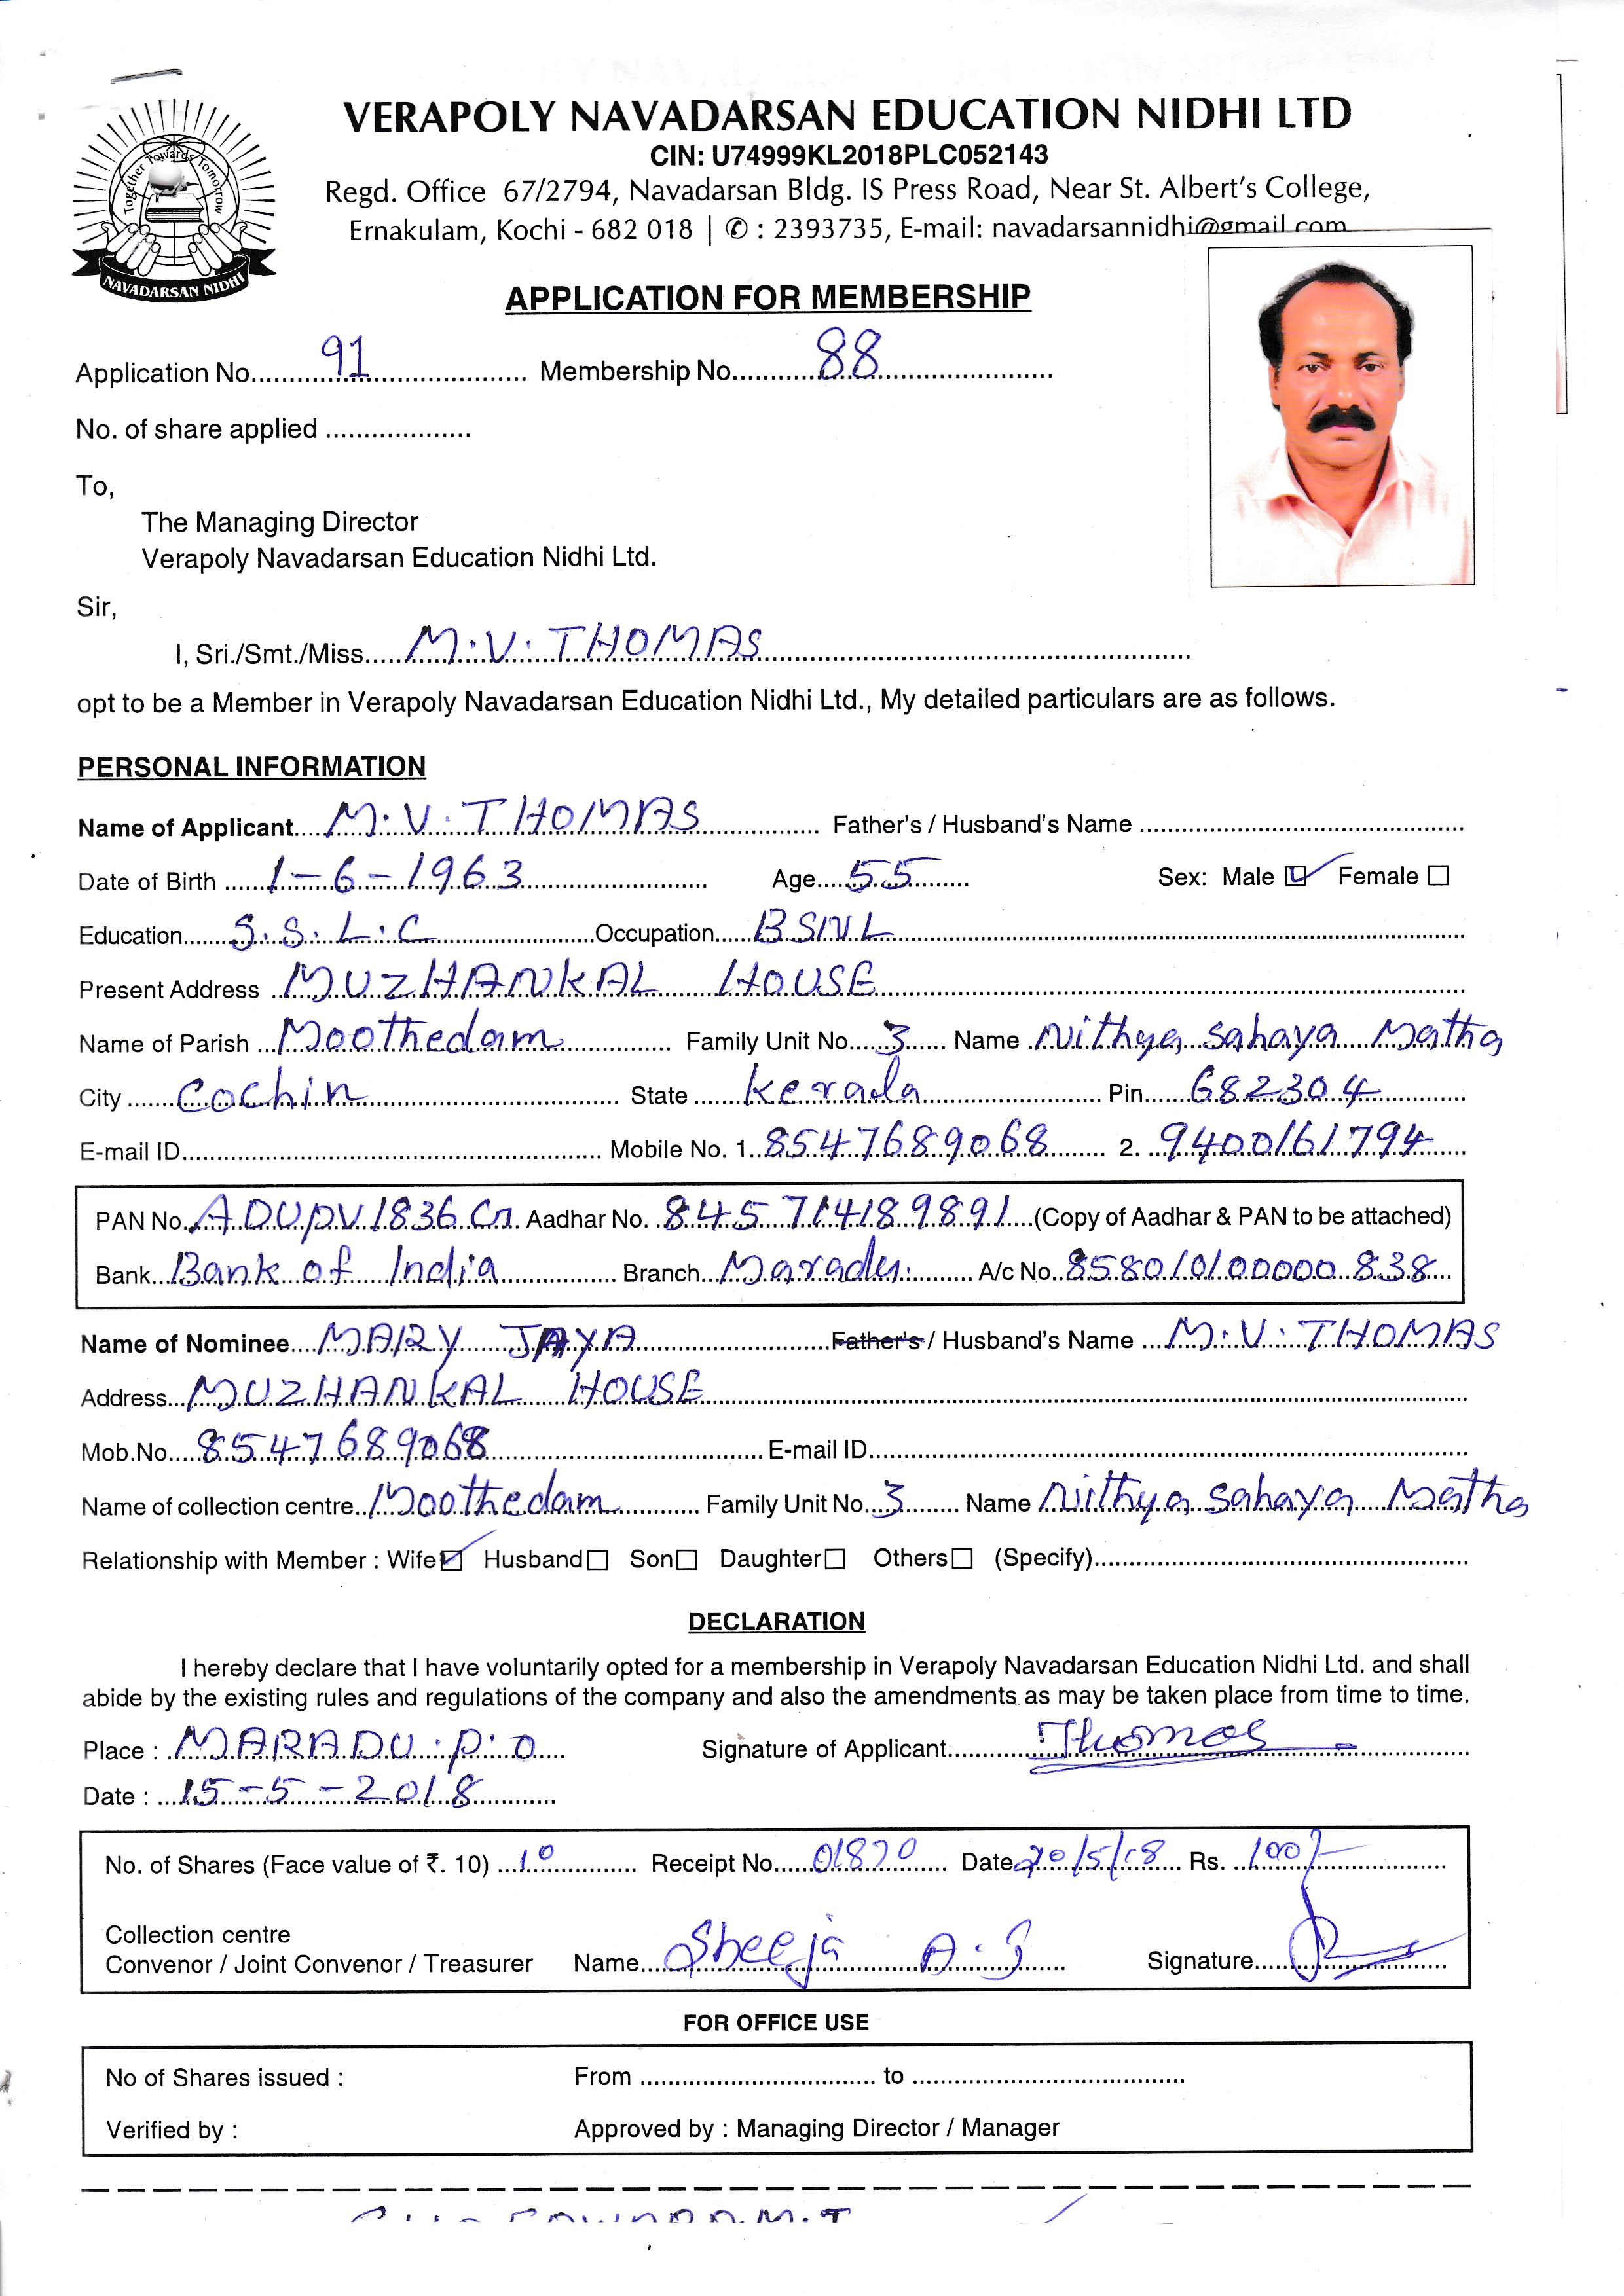 VERAPOLY NAVADARSAN EDUCATION NIDHI LTD
CIN: U74999KL2018PLC052143
Regd. Office 67/2794, Navadarsan Bldg. IS Press Road, Near St. Albert's College,
Ernakulam, Kochi - 682 018 | ✆ : 2393735, E-mail: navadarsannidhi@gmail.com
Together Towards Tomorrow
NAVADARSAN NIDHI
APPLICATION FOR MEMBERSHIP
Application No. 91 Membership No. 88
No. of share applied
To,
The Managing Director
Verapoly Navadarsan Education Nidhi Ltd.
Sir,
I, Sri./Smt./Miss. M.V. THOMAS
opt to be a Member in Verapoly Navadarsan Education Nidhi Ltd., My detailed particulars are as follows.
PERSONAL INFORMATION
Name of Applicant M.V. THOMAS Father's / Husband's Name
Date of Birth 1-6-1963 Age 55 Sex: Male ☑ Female ☐
Education S.S.L.C Occupation BSNL
Present Address MUZHANKAL HOUSE
Name of Parish Moothedam Family Unit No. 3 Name Nithya Sahaya Matha
City Cochin State Kerala Pin 682304
E-mail ID Mobile No. 1. 8547689068 2. 9400161794
PAN No. ADUPV1836G Aadhar No. 845714189891 (Copy of Aadhar & PAN to be attached)
Bank Bank of India Branch Maradu. A/c No. 858010100000838
Name of Nominee MARY JAYA Father's / Husband's Name M.V. THOMAS
Address MUZHANKAL HOUSE
Mob.No. 8547689068 E-mail ID
Name of collection centre Moothedam Family Unit No. 3 Name Nithya Sahaya Matha
Relationship with Member : Wife ☑ Husband ☐ Son ☐ Daughter ☐ Others ☐ (Specify)
DECLARATION
I hereby declare that I have voluntarily opted for a membership in Verapoly Navadarsan Education Nidhi Ltd. and shall
abide by the existing rules and regulations of the company and also the amendments as may be taken place from time to time.
Place : MARADU.P.O Signature of Applicant Thomas
Date : 15-5-2018
No. of Shares (Face value of ₹. 10) 10 Receipt No. 01870 Date 20/5/18 Rs. 100/-
Collection centre
Convenor / Joint Convenor / Treasurer Name Sheeja A.S Signature
FOR OFFICE USE
No of Shares issued : From to
Verified by : Approved by : Managing Director / Manager